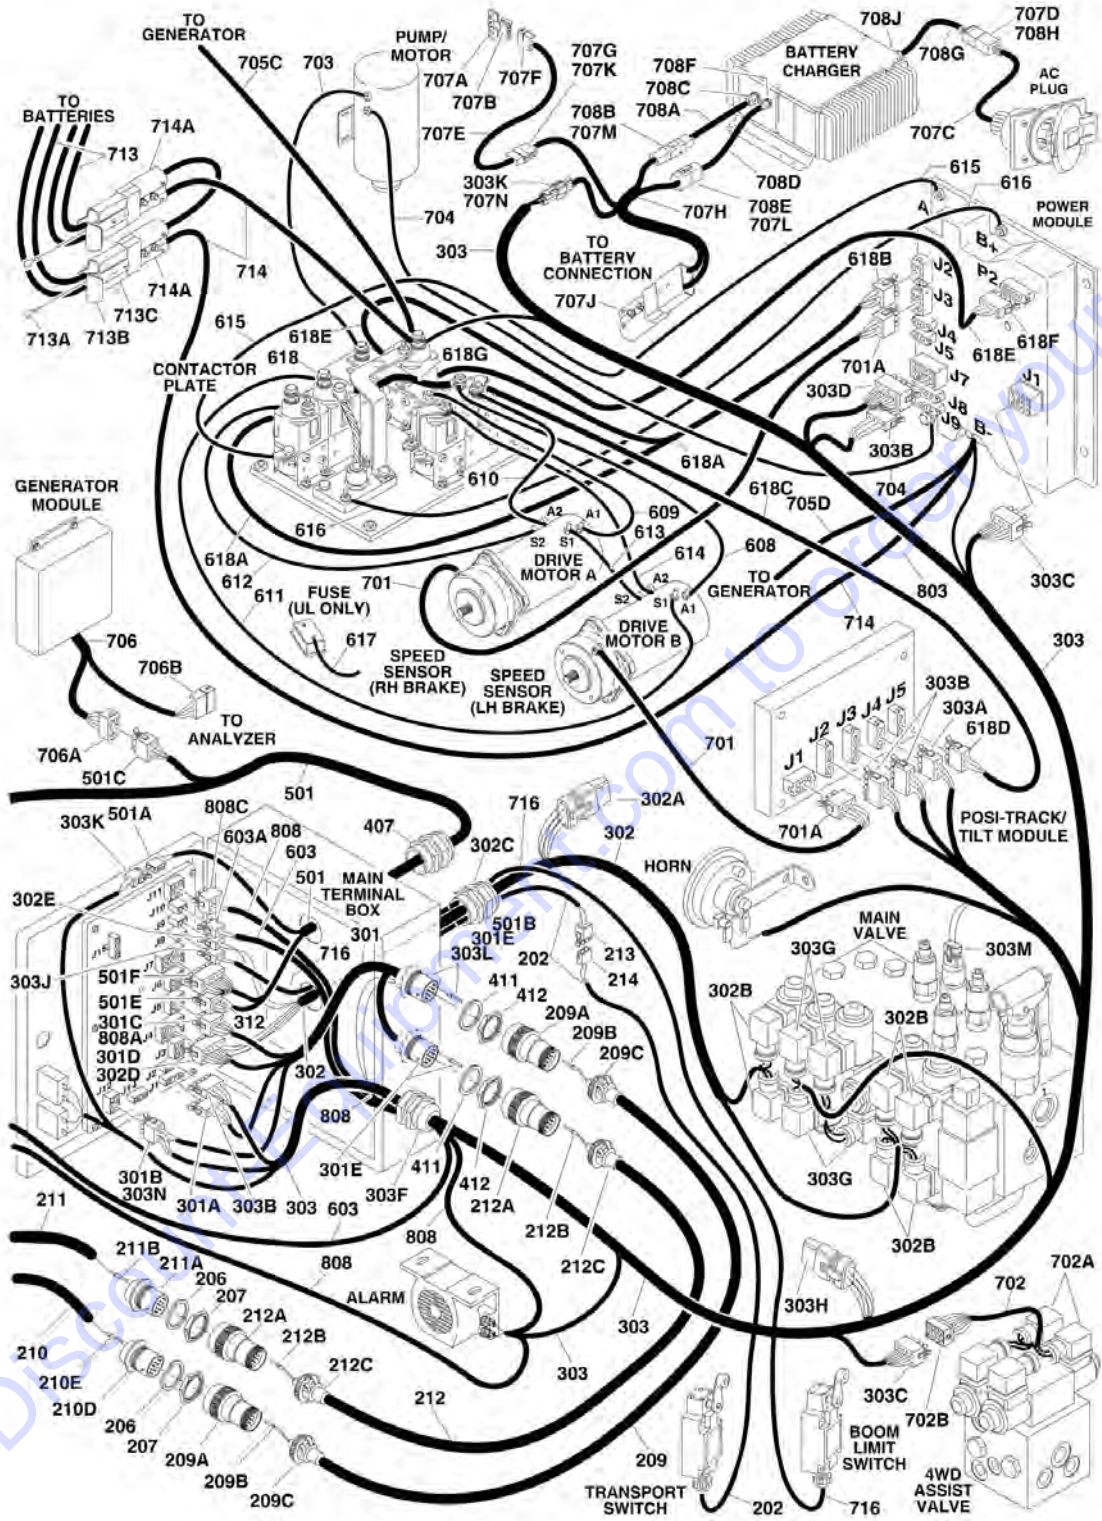 TO
GENERATOR
705C
703
PUMP/
MOTOR
707A
707B
707F
707G
707K
707E
708F
708C
708A
708B
707M
BATTERY
CHARGER
708J
708G
707D
708H
AC
PLUG
707C
TO
BATTERIES
714A
713
704
303K
707N
303
708D
708E
707L
707H
615
616
POWER
MODULE
TO
BATTERY
CONNECTION
707J
714
714A
713C
713B
713A
615
618E
618
618G
CONTACTOR
PLATE
618B
A
B+
P2
J2
J3
J4
J5
J7
J8
J9
J1
B-
618E
618F
701A
303D
303B
704
618A
618C
705D
610
616
609
613
614
608
A2
A1
S2
S1
DRIVE
MOTOR A
A2
S2
S1
A1
DRIVE
MOTOR B
TO
GENERATOR
714
803
303C
303
GENERATOR
MODULE
618A
612
611
701
FUSE
(UL ONLY)
617
SPEED
SENSOR
(RH BRAKE)
SPEED
SENSOR
(LH BRAKE)
706
706B
TO
ANALYZER
706A
501C
701
J1
J2
J3
J4
J5
303B
303A
618D
701A
POSI-TRACK/
TILT MODULE
501
407
716
302A
302
302C
303K
501A
808C
603A
808
603
501
MAIN
TERMINAL
BOX
302E
303J
716
301
501B
301E
303L
202
213
214
HORN
MAIN
VALVE
303M
303G
302B
302B
501F
501E
301C
808A
301D
302D
312
302
411
412
209A
209B
209C
808
301E
303F
411
412
212A
212B
212C
303G
302B
301B
303N
301A
303B
303
603
808
808
211
211B
211A
206
207
212A
212B
212C
ALARM
303
303
303H
702
702A
210
210E
210D
206
207
209A
209B
209C
212
209
303C
702B
TRANSPORT
SWITCH
202
BOOM
LIMIT
SWITCH
716
4WD
ASSIST
VALVE
Discount-Equipment.com to order your